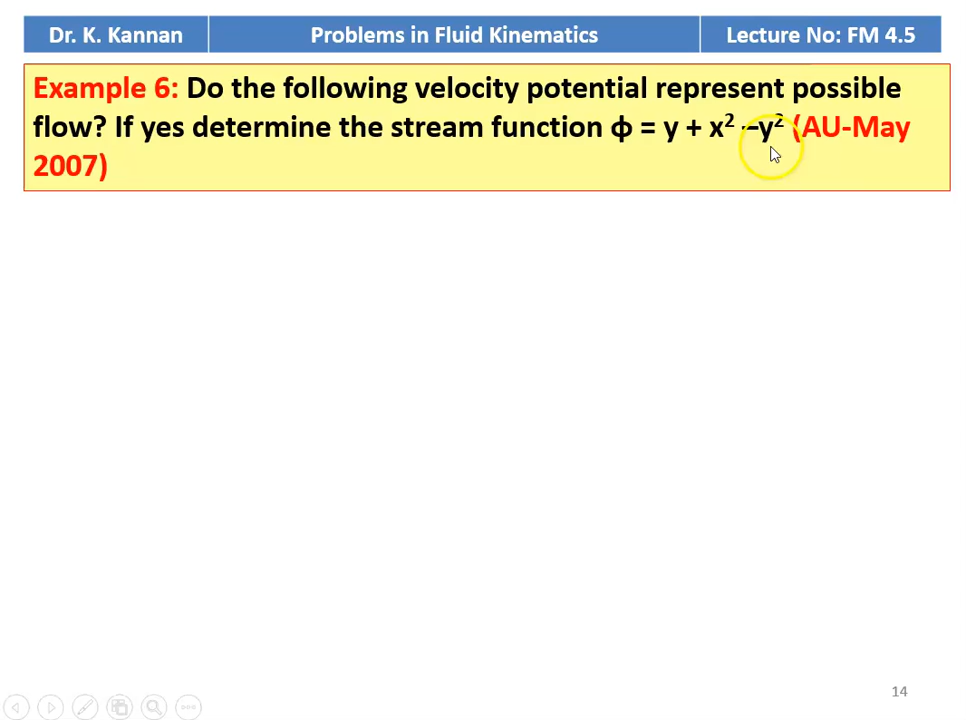 Dr. K. Kannan Problems in Fluid Kinematics Lecture No: FM 4.5
Example 6: Do the following velocity potential represent possible
flow? If yes determine the stream function ϕ = y + x² –y² (AU-May
2007)
14